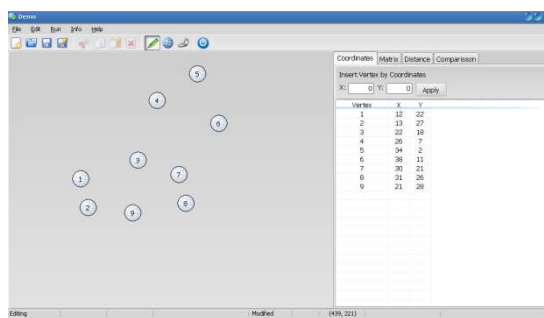 Demo
File Edit Run Info Help
Coordinates Matrix Distance Comparisson
Insert Vertex by Coordinates
X: 0 Y: 0 Apply
Vertex X Y
1 12 22
2 13 27
3 22 18
4 26 7
5 34 2
6 38 11
7 30 21
8 31 26
9 21 28
5
4
6
3
7
1
2
9
8
Editing Modified (439, 221)